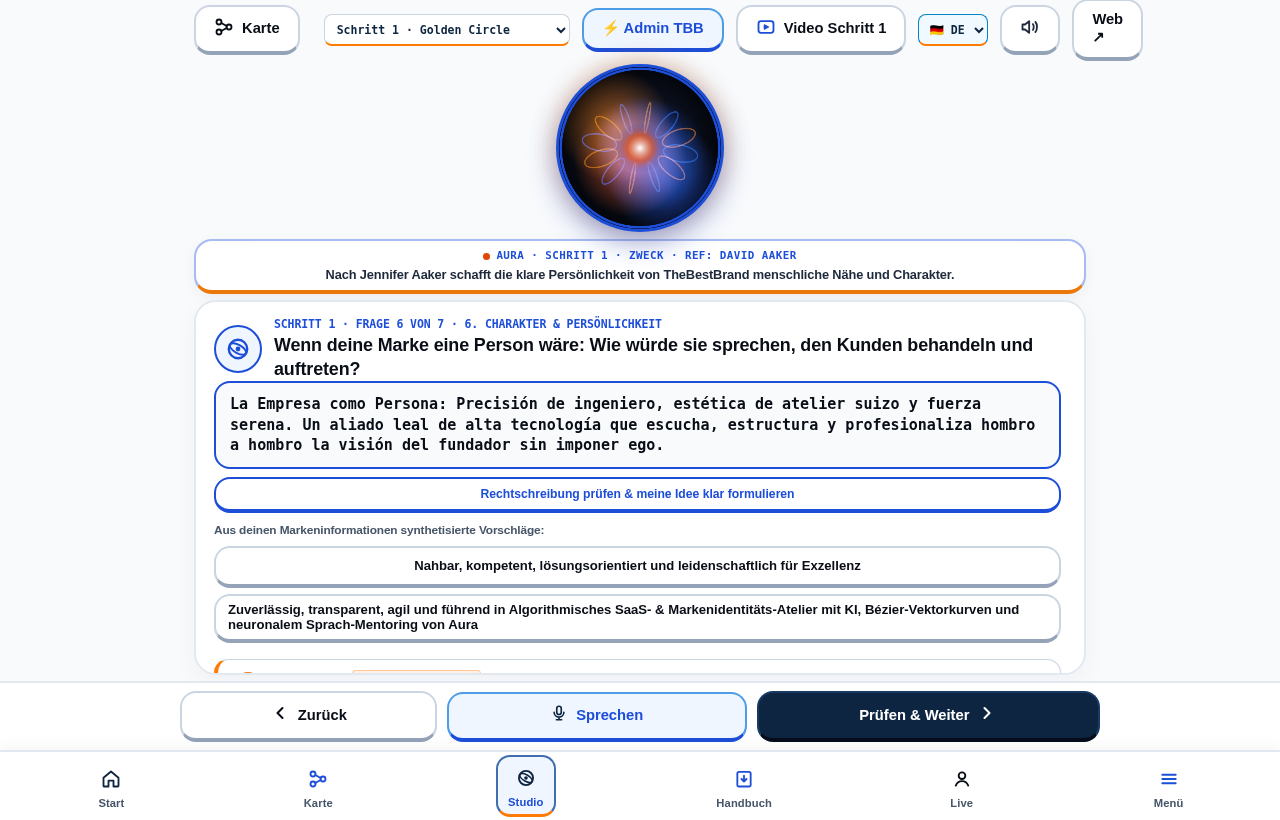 Karte
Schritt 1 · Golden Circle
⚡ Admin TBB
Video Schritt 1
🇩🇪 DE
Web ↗
AURA · SCHRITT 1 · ZWECK · REF: DAVID AAKER
Nach Jennifer Aaker schafft die klare Persönlichkeit von TheBestBrand menschliche Nähe und Charakter.
SCHRITT 1 · FRAGE 6 VON 7 · 6. CHARAKTER & PERSÖNLICHKEIT
Wenn deine Marke eine Person wäre: Wie würde sie sprechen, den Kunden behandeln und
auftreten?
La Empresa como Persona: Precisión de ingeniero, estética de atelier suizo y fuerza
serena. Un aliado leal de alta tecnología que escucha, estructura y profesionaliza hombro
a hombro la visión del fundador sin imponer ego.
Rechtschreibung prüfen & meine Idee klar formulieren
Aus deinen Markeninformationen synthetisierte Vorschläge:
Nahbar, kompetent, lösungsorientiert und leidenschaftlich für Exzellenz
Zuverlässig, transparent, agil und führend in Algorithmisches SaaS- & Markenidentitäts-Atelier mit KI, Bézier-Vektorkurven und
neuronalem Sprach-Mentoring von Aura
Zurück
Sprechen
Prüfen & Weiter
Start
Karte
Studio
Handbuch
Live
Menü